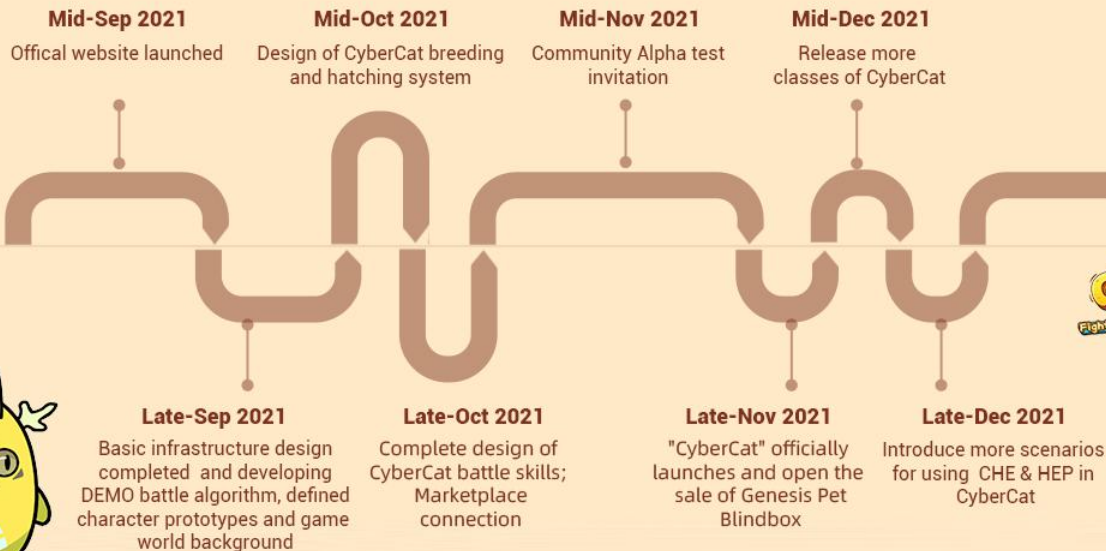 Mid-Sep 2021
Offical website launched
Mid-Oct 2021
Design of CyberCat breeding
and hatching system
Mid-Nov 2021
Community Alpha test
invitation
Mid-Dec 2021
Release more
classes of CyberCat
Late-Sep 2021
Basic infrastructure design
completed and developing
DEMO battle algorithm, defined
character prototypes and game
world background
Late-Oct 2021
Complete design of
CyberCat battle skills;
Marketplace
connection
Late-Nov 2021
"CyberCat" officially
launches and open the
sale of Genesis Pet
Blindbox
Late-Dec 2021
Introduce more scenarios
for using CHE & HEP in
CyberCat